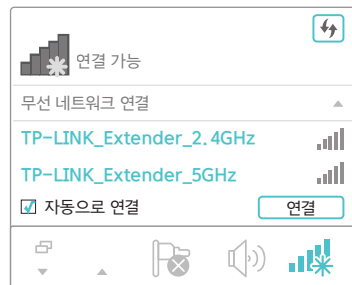 연결 가능
무선 네트워크 연결
TP-LINK_Extender_2.4GHz
TP-LINK_Extender_5GHz
자동으로 연결
연결